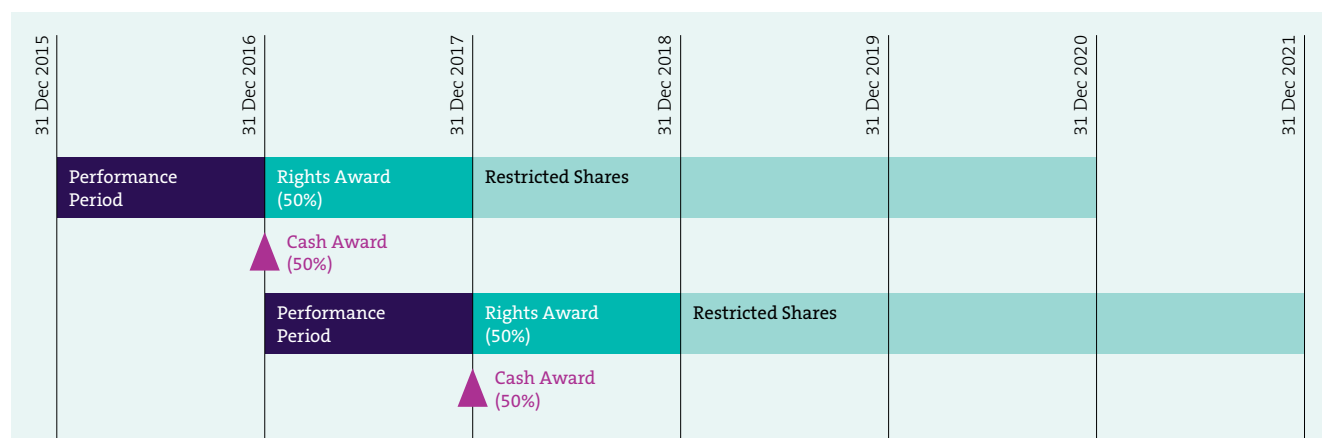 31 Dec 2015
31 Dec 2016
31 Dec 2017
31 Dec 2018
31 Dec 2019
31 Dec 2020
31 Dec 2021
Performance
Period
Rights Award
(50%)
Restricted Shares
Cash Award
(50%)
Performance
Period
Rights Award
(50%)
Restricted Shares
Cash Award
(50%)